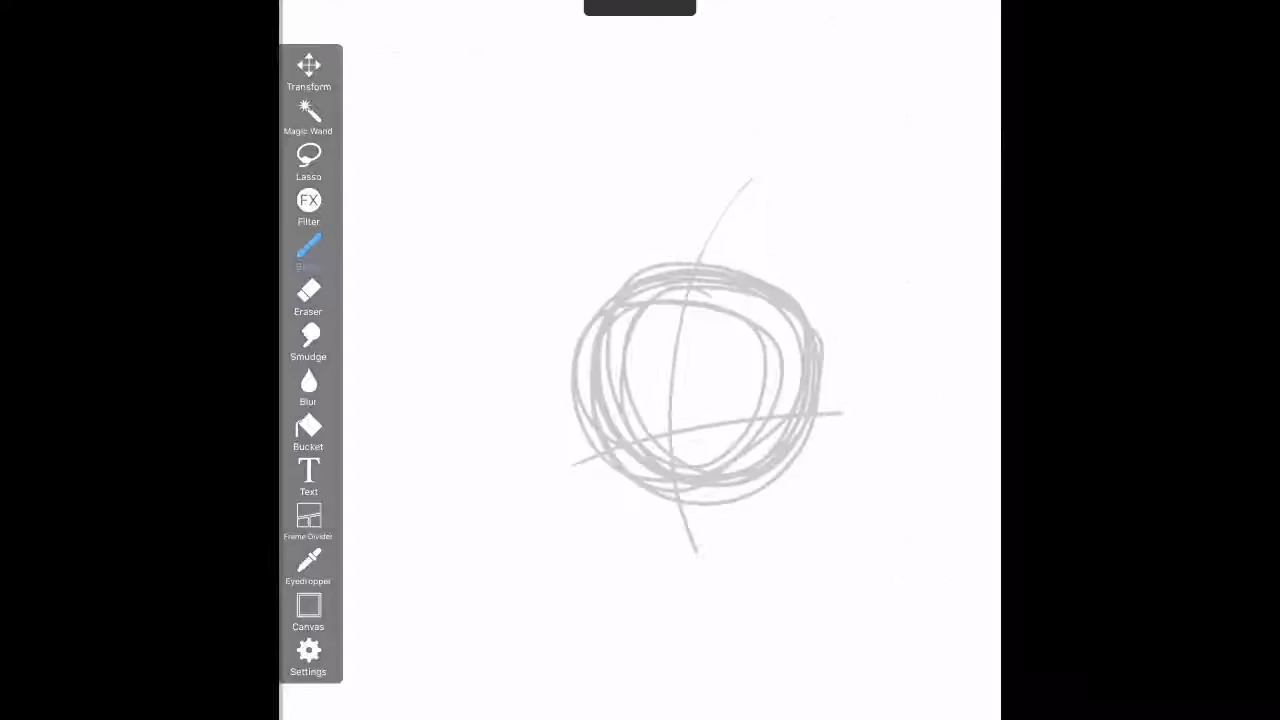 Transform
Magic Wand
Lasso
FX
Filter
Eraser
Smudge
Blur
Bucket
T
Text
Frame Divider
Eyedropper
Canvas
Settings